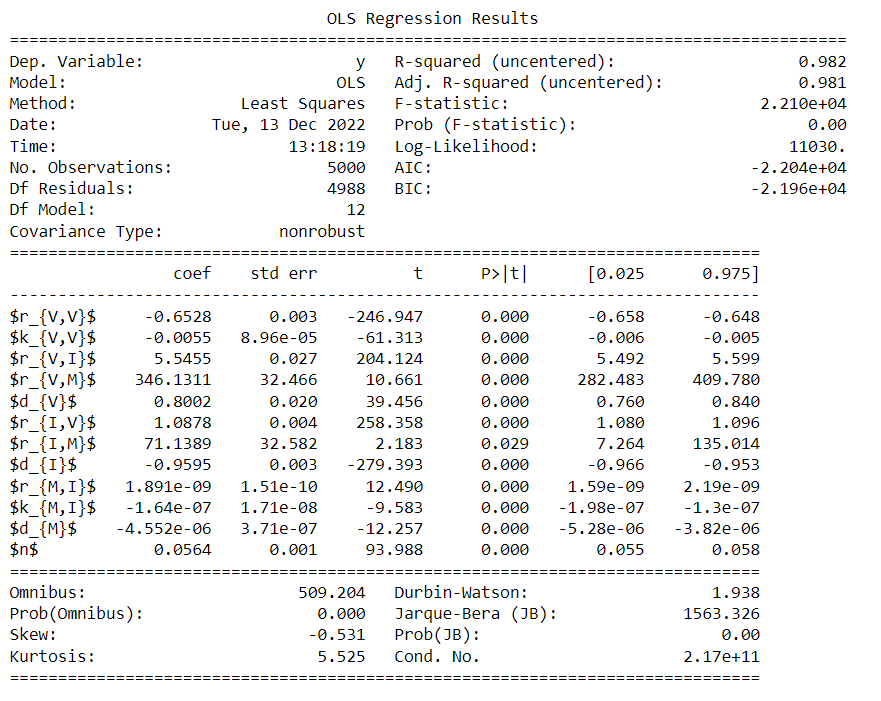 OLS Regression Results
==============================================================================
Dep. Variable: y R-squared (uncentered): 0.982
Model: OLS Adj. R-squared (uncentered): 0.981
Method: Least Squares F-statistic: 2.210e+04
Date: Tue, 13 Dec 2022 Prob (F-statistic): 0.00
Time: 13:18:19 Log-Likelihood: 11030.
No. Observations: 5000 AIC: -2.204e+04
Df Residuals: 4988 BIC: -2.196e+04
Df Model: 12
Covariance Type: nonrobust
==============================================================================
coef std err t P>|t| [0.025 0.975]
------------------------------------------------------------------------------
$r_{V,V}$ -0.6528 0.003 -246.947 0.000 -0.658 -0.648
$k_{V,V}$ -0.0055 8.96e-05 -61.313 0.000 -0.006 -0.005
$r_{V,I}$ 5.5455 0.027 204.124 0.000 5.492 5.599
$r_{V,M}$ 346.1311 32.466 10.661 0.000 282.483 409.780
$d_{V}$ 0.8002 0.020 39.456 0.000 0.760 0.840
$r_{I,V}$ 1.0878 0.004 258.358 0.000 1.080 1.096
$r_{I,M}$ 71.1389 32.582 2.183 0.029 7.264 135.014
$d_{I}$ -0.9595 0.003 -279.393 0.000 -0.966 -0.953
$r_{M,I}$ 1.891e-09 1.51e-10 12.490 0.000 1.59e-09 2.19e-09
$k_{M,I}$ -1.64e-07 1.71e-08 -9.583 0.000 -1.98e-07 -1.3e-07
$d_{M}$ -4.552e-06 3.71e-07 -12.257 0.000 -5.28e-06 -3.82e-06
$n$ 0.0564 0.001 93.988 0.000 0.055 0.058
==============================================================================
Omnibus: 509.204 Durbin-Watson: 1.938
Prob(Omnibus): 0.000 Jarque-Bera (JB): 1563.326
Skew: -0.531 Prob(JB): 0.00
Kurtosis: 5.525 Cond. No. 2.17e+11
==============================================================================